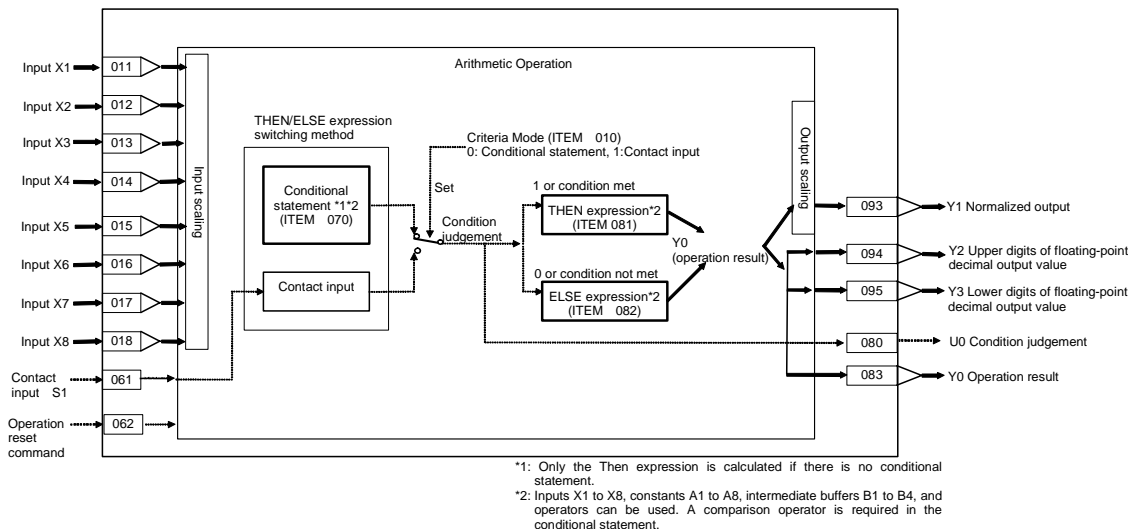 Arithmetic Operation
Input X1
011
Input X2
012
Input X3
013
Input X4
014
Input X5
015
Input X6
016
Input X7
017
Input X8
018
Contact
input S1
061
Operation
reset
command
062
Input scaling
THEN/ELSE expression
switching method
Conditional
statement *1*2
(ITEM 070)
Contact input
Criteria Mode (ITEM 010)
0: Conditional statement, 1:Contact input
Set
Condition
judgement
1 or condition met
THEN expression*2
(ITEM 081)
0 or condition not met
ELSE expression*2
(ITEM 082)
Y0
(operation result)
Output scaling
093
Y1 Normalized output
094
Y2 Upper digits of floating-point
decimal output value
095
Y3 Lower digits of floating-point
decimal output value
080
U0 Condition judgement
083
Y0 Operation result
*1: Only the Then expression is calculated if there is no conditional
statement.
*2: Inputs X1 to X8, constants A1 to A8, intermediate buffers B1 to B4, and
operators can be used. A comparison operator is required in the
conditional statement.